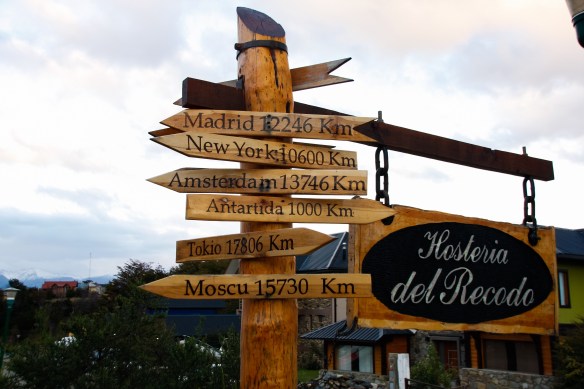 Madrid 12246 Km
New York 10600 Km
Amsterdam 13746 Km
Antartida 1000 Km
Tokio 17806 Km
Moscu 15730 Km
Hosteria
del Recodo